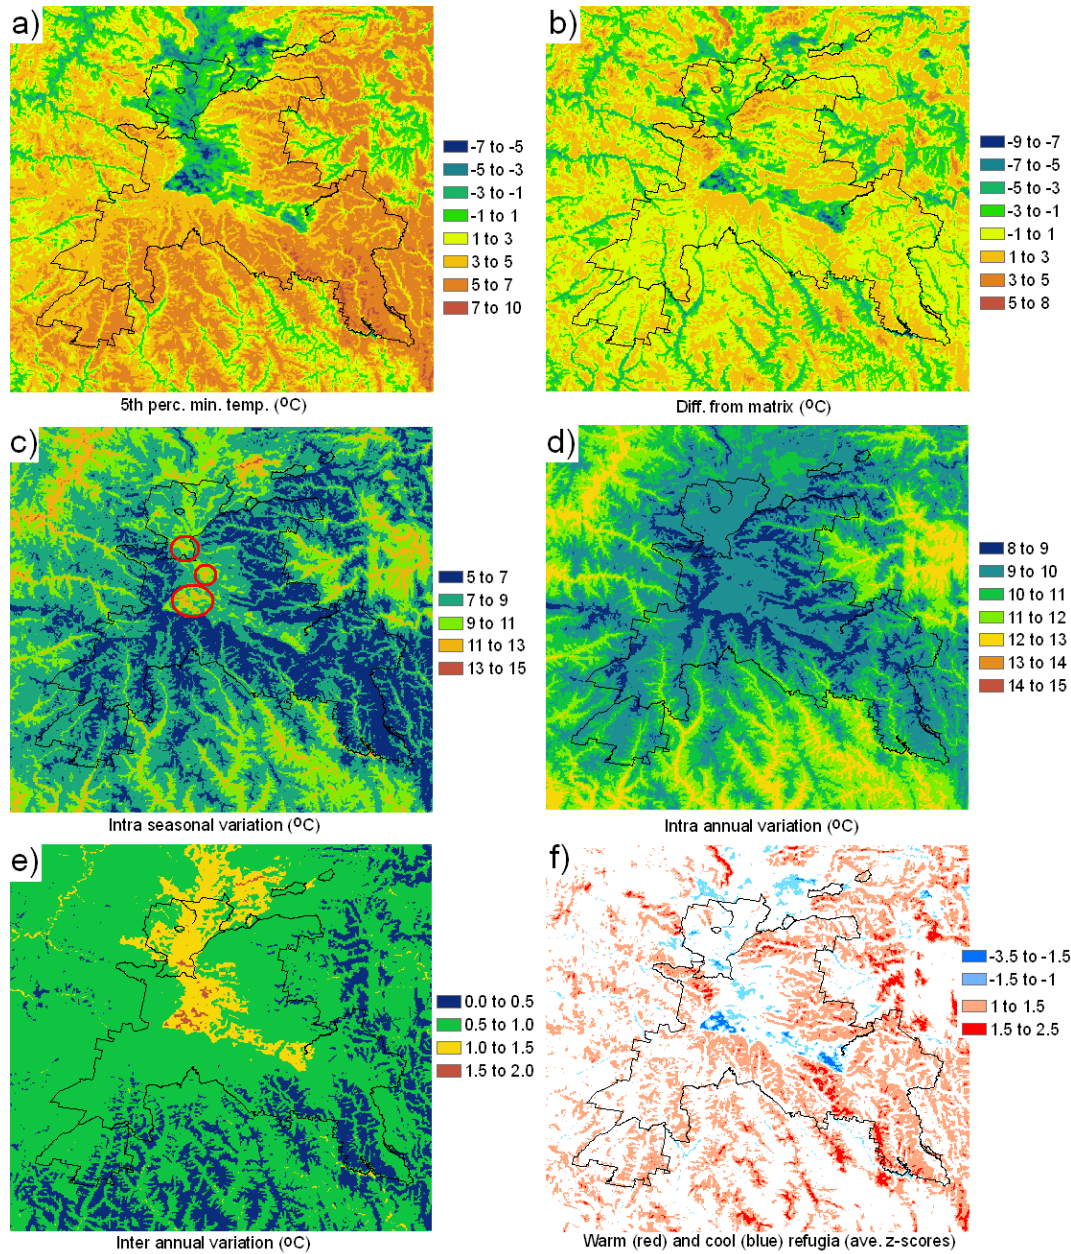 a)
-7 to -5
-5 to -3
-3 to -1
-1 to 1
1 to 3
3 to 5
5 to 7
7 to 10
5th perc. min. temp. (ºC)
b)
-9 to -7
-7 to -5
-5 to -3
-3 to -1
-1 to 1
1 to 3
3 to 5
5 to 8
Diff. from matrix (ºC)
c)
5 to 7
7 to 9
9 to 11
11 to 13
13 to 15
Intra seasonal variation (ºC)
d)
8 to 9
9 to 10
10 to 11
11 to 12
12 to 13
13 to 14
14 to 15
Intra annual variation (ºC)
e)
0.0 to 0.5
0.5 to 1.0
1.0 to 1.5
1.5 to 2.0
Inter annual variation (ºC)
f)
-3.5 to -1.5
-1.5 to -1
1 to 1.5
1.5 to 2.5
Warm (red) and cool (blue) refugia (ave. z-scores)